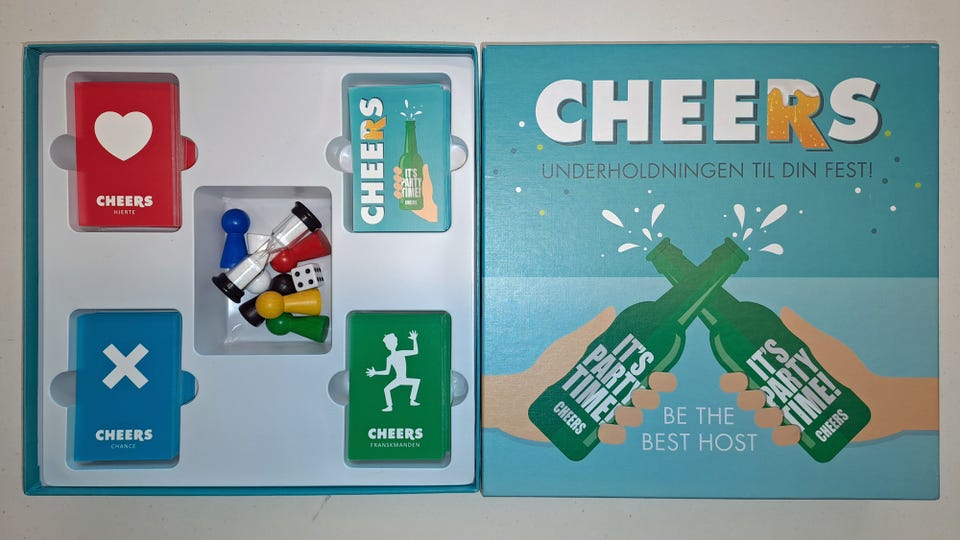 CHEERS
HJERTE
CHEERS
IT'S
PARTY
TIME!
CHEERS
CHEERS
CHANCE
CHEERS
FRANSKMANDEN
CHEERS
UNDERHOLDNINGEN TIL DIN FEST!
IT'S
PARTY
TIME!
CHEERS
IT'S
PARTY
TIME!
CHEERS
BE THE
BEST HOST